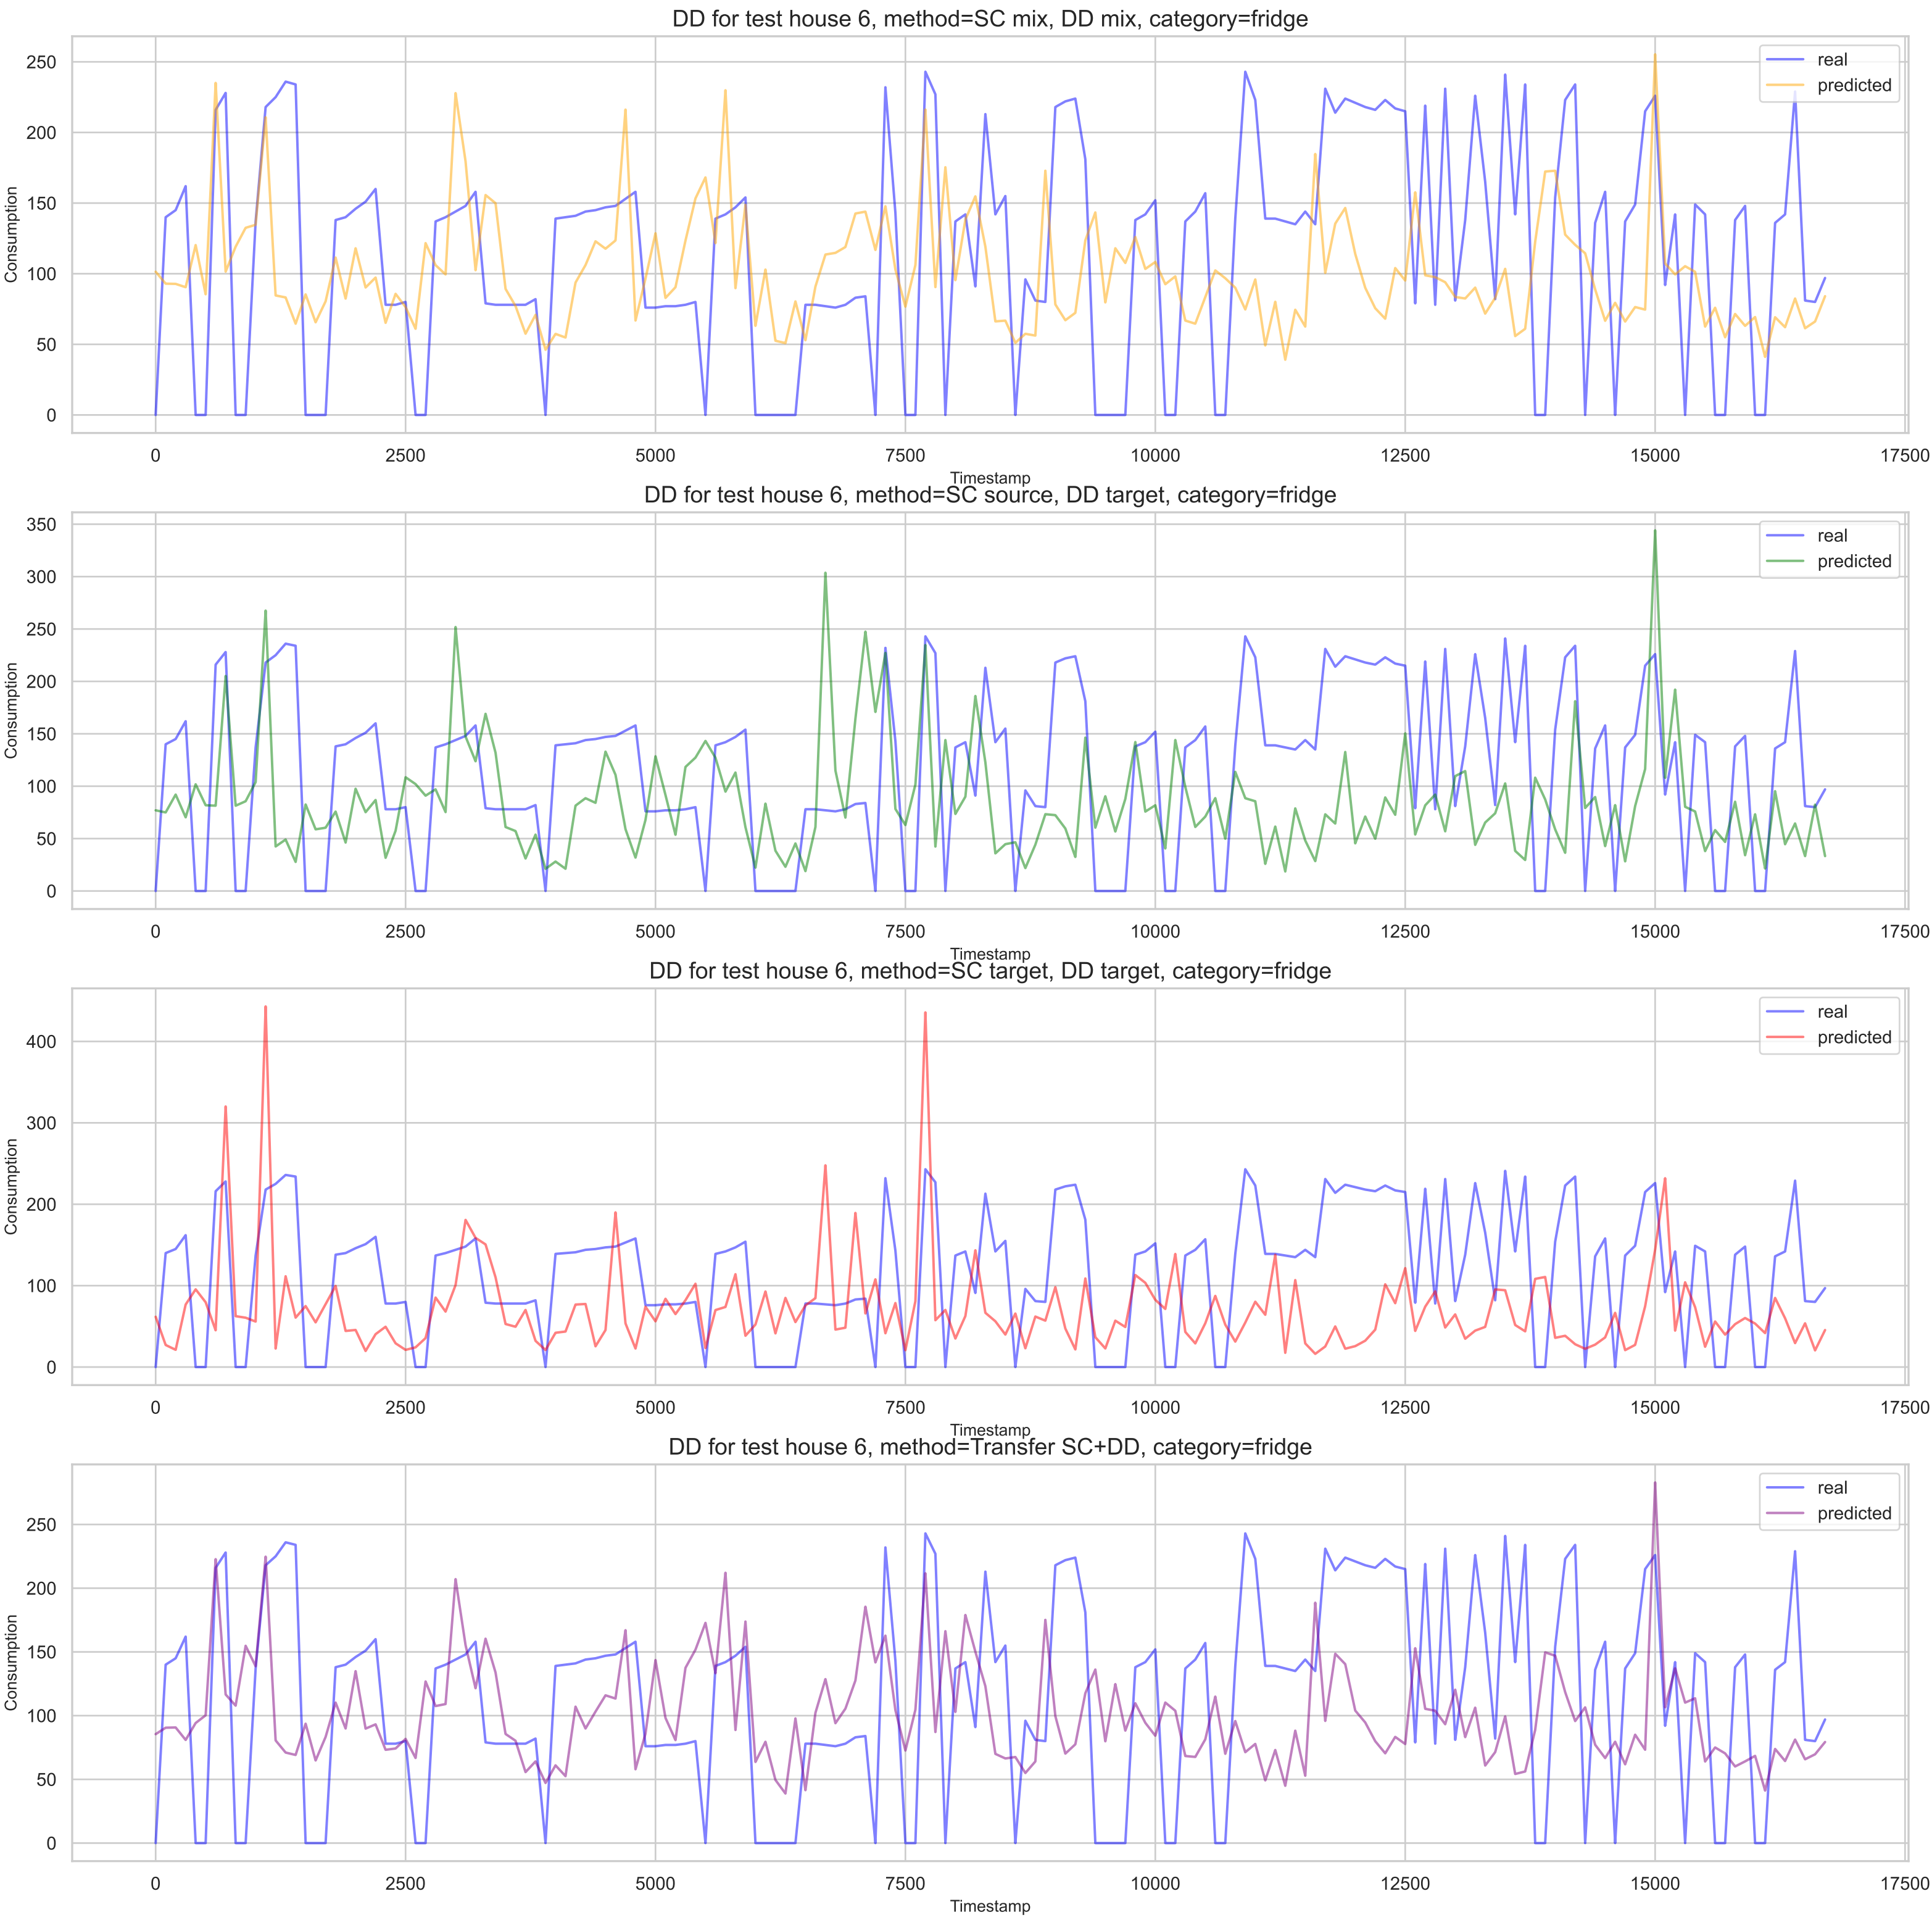 DD for test house 6, method=SC mix, DD mix, category=fridge
real
predicted
Consumption
250
200
150
100
50
0
0 2500 5000 7500 10000 12500 15000 17500
Timestamp
DD for test house 6, method=SC source, DD target, category=fridge
real
predicted
Consumption
350
300
250
200
150
100
50
0
0 2500 5000 7500 10000 12500 15000 17500
Timestamp
DD for test house 6, method=SC target, DD target, category=fridge
real
predicted
Consumption
400
300
200
100
0
0 2500 5000 7500 10000 12500 15000 17500
Timestamp
DD for test house 6, method=Transfer SC+DD, category=fridge
real
predicted
Consumption
250
200
150
100
50
0
0 2500 5000 7500 10000 12500 15000 17500
Timestamp